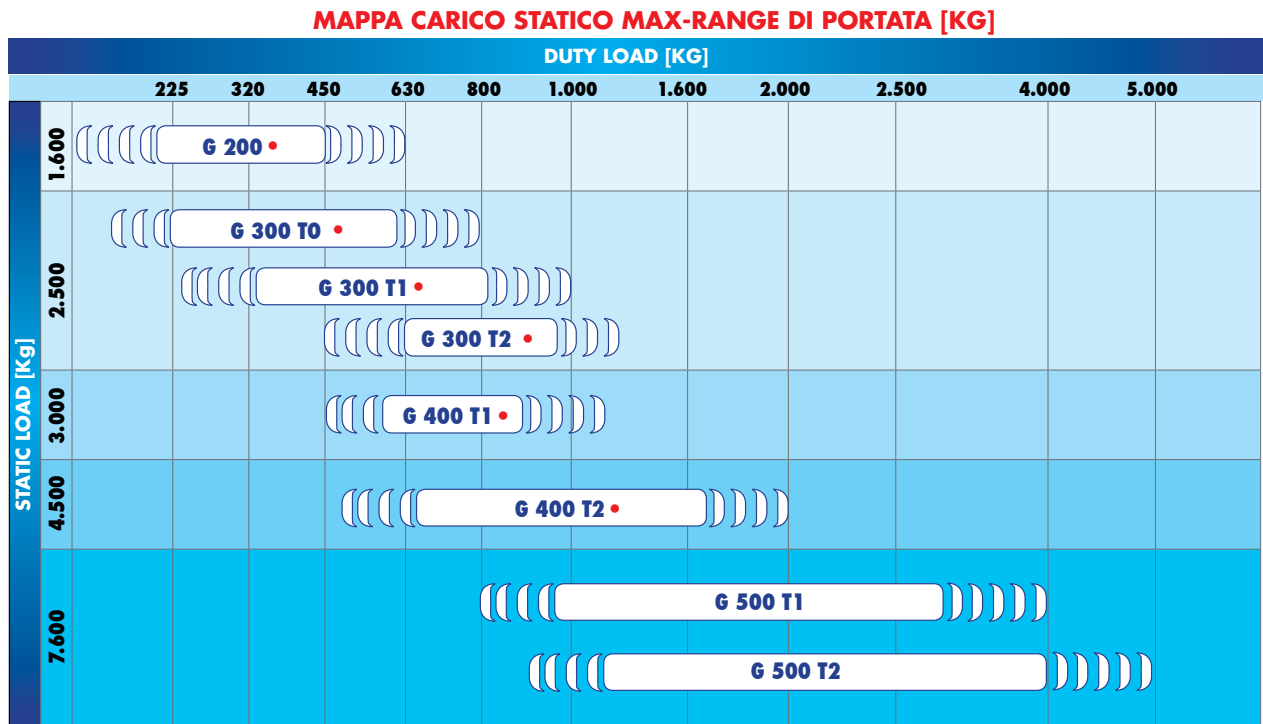 MAPPA CARICO STATICO MAX-RANGE DI PORTATA [KG]
DUTY LOAD [KG]
225 320 450 630 800 1.000 1.600 2.000 2.500 4.000 5.000
STATIC LOAD [Kg]
1.600
G 200
2.500
G 300 T0
G 300 T1
G 300 T2
3.000
G 400 T1
4.500
G 400 T2
7.600
G 500 T1
G 500 T2